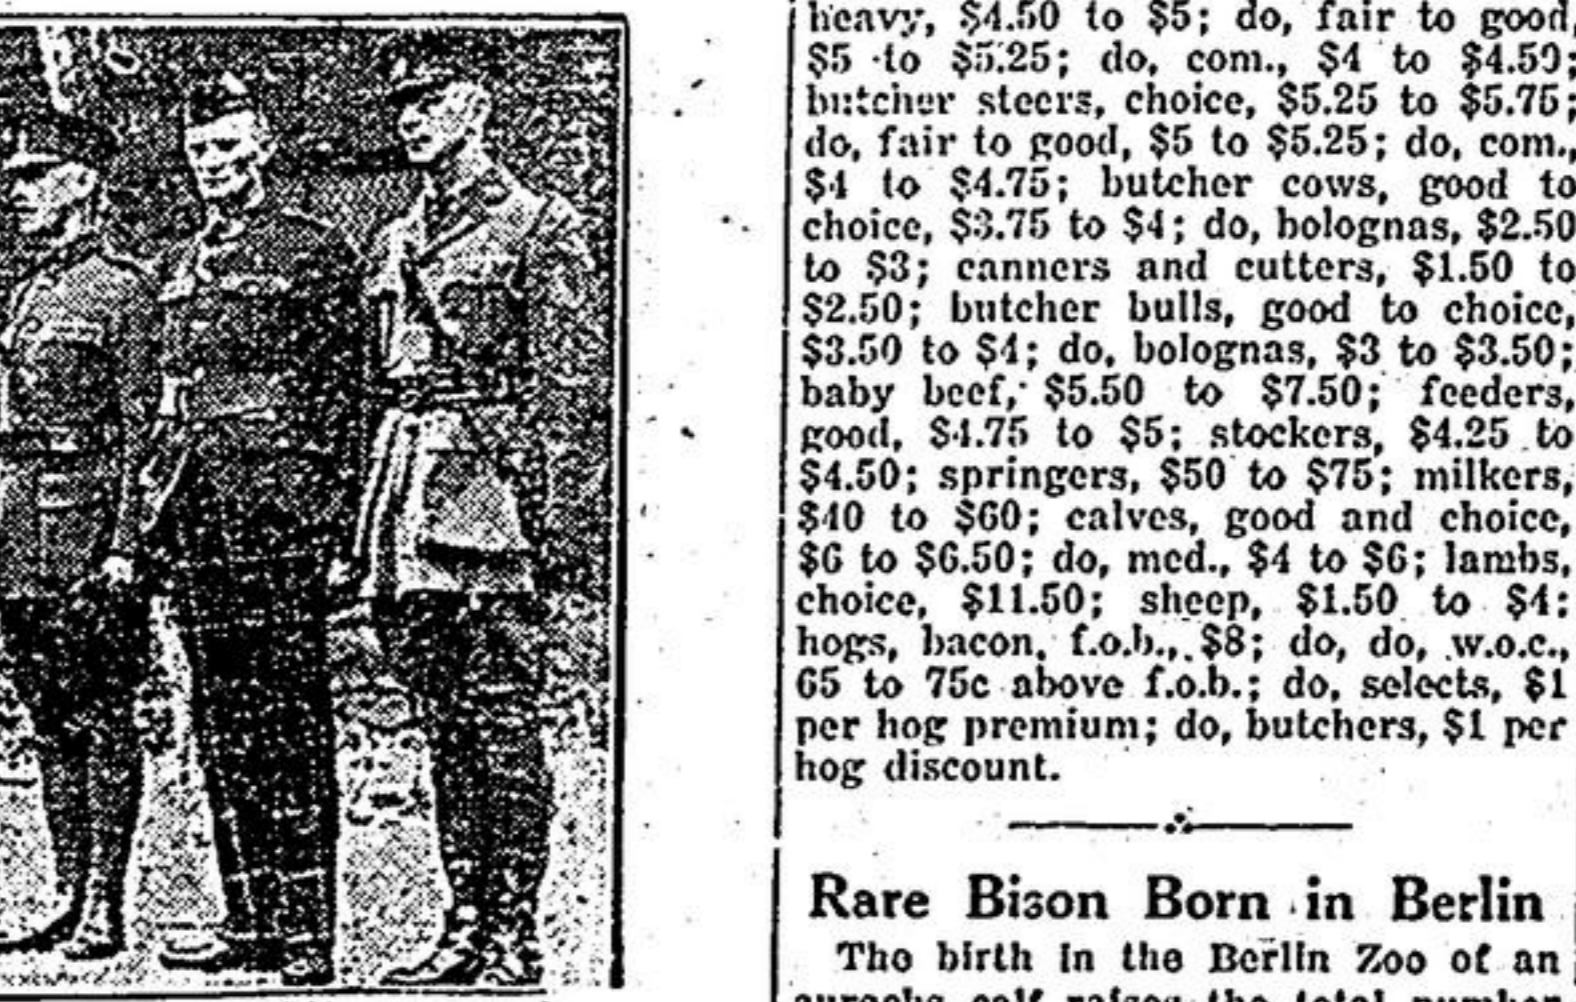 heavy, $4.50 to $5; do, fair to good,
$5 to $5.25; do, com., $4 to $4.50;
butcher steers, choice, $5.25 to $5.75;
do, fair to good, $5 to $5.25; do, com.,
$4 to $4.75; butcher cows, good to
choice, $3.75 to $4; do, bolognas, $2.50
to $3; canners and cutters, $1.50 to
$2.50; butcher bulls, good to choice,
$3.50 to $4; do, bolognas, $3 to $3.50;
baby beef, $5.50 to $7.50; feeders,
good, $4.75 to $5; stockers, $4.25 to
$4.50; springers, $50 to $75; milkers,
$40 to $60; calves, good and choice,
$6 to $6.50; do, med., $4 to $6; lambs,
choice, $11.50; sheep, $1.50 to $4:
hogs, bacon, f.o.b., $8; do, do, w.o.c.,
65 to 75c above f.o.b.; do, selects, $1
per hog premium; do, butchers, $1 per
hog discount.
Rare Bison Born in Berlin
The birth in the Berlin Zoo of an
aurochs calf raises the total number